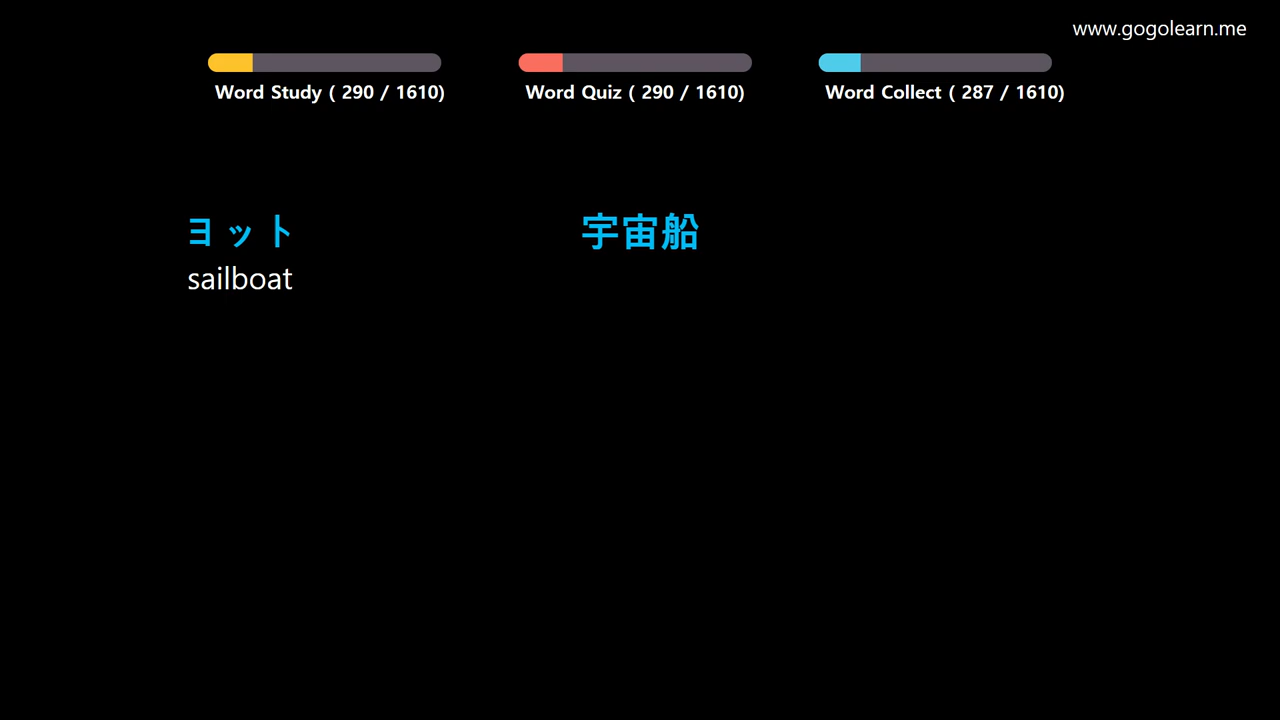 www.gogolearn.me
Word Study ( 290 / 1610)
Word Quiz ( 290 / 1610)
Word Collect ( 287 / 1610)
ヨット
sailboat
宇宙船